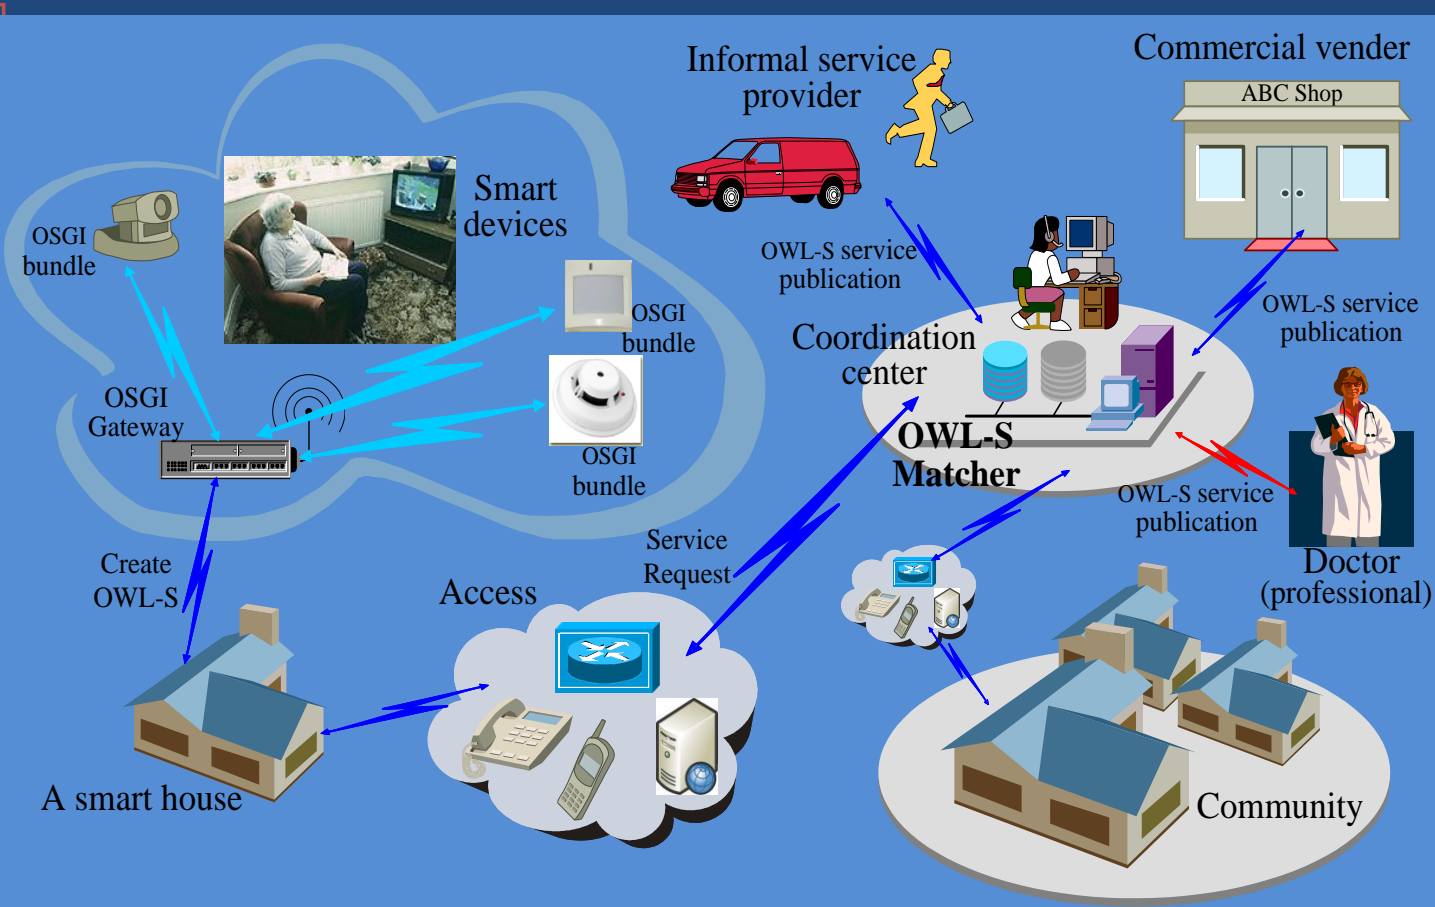 Informal service
provider
Commercial vender
ABC Shop
Smart
devices
OSGI
bundle
OWL-S service
publication
OWL-S service
publication
OSGI
bundle
Coordination
center
OSGI
Gateway
OWL-S
Matcher
OSGI
bundle
OWL-S service
publication
Service
Request
Create
OWL-S
Access
Doctor
(professional)
A smart house
Community